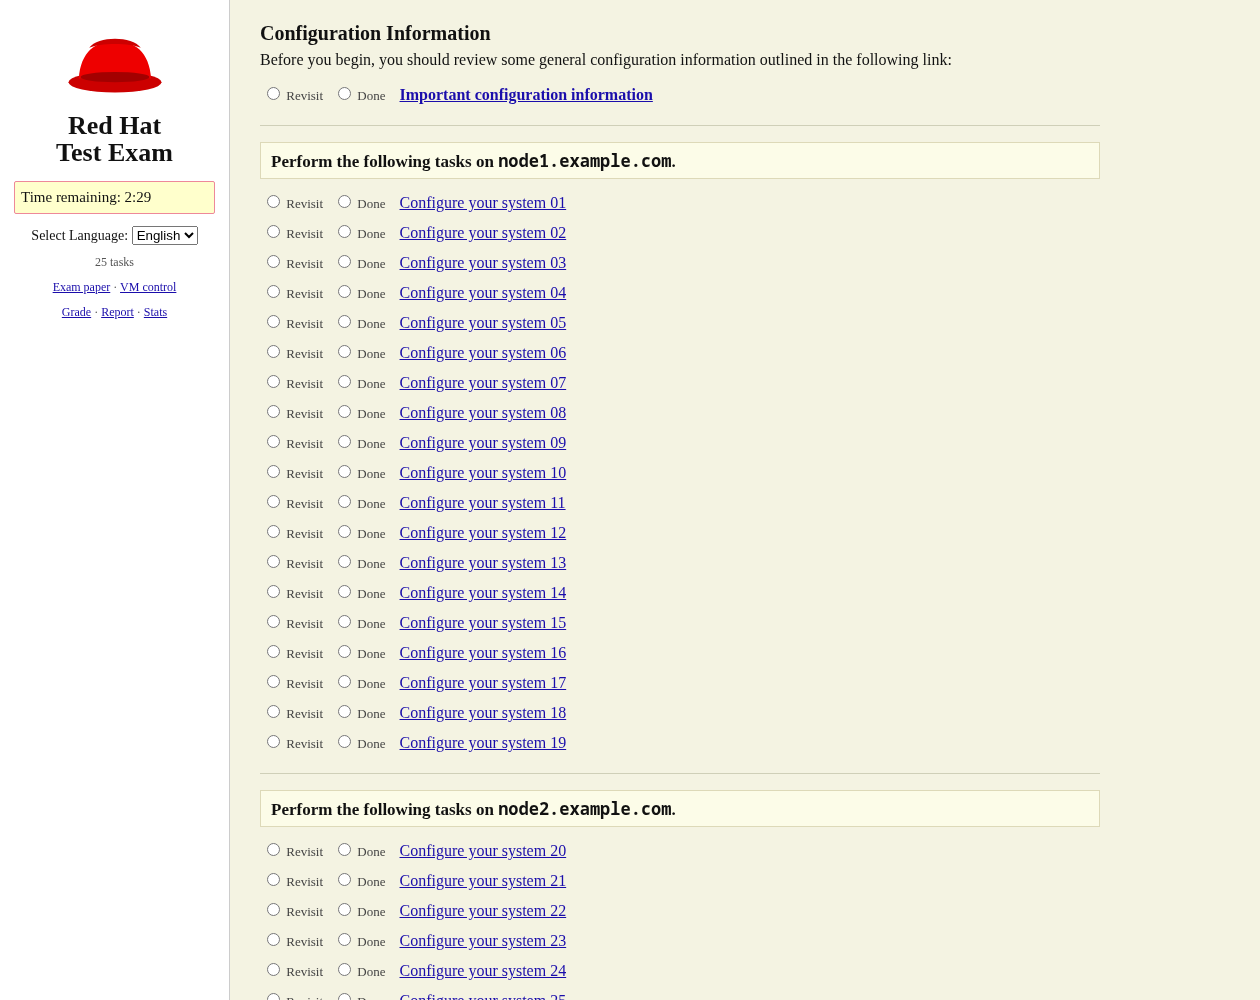 Red Hat
Test Exam
Time remaining: 2:29
Select Language: English
25 tasks
Exam paper · VM control
Grade · Report · Stats
Configuration Information
Before you begin, you should review some general configuration information outlined in the following link:
Revisit Done Important configuration information
Perform the following tasks on node1.example.com.
Revisit Done Configure your system 01
Revisit Done Configure your system 02
Revisit Done Configure your system 03
Revisit Done Configure your system 04
Revisit Done Configure your system 05
Revisit Done Configure your system 06
Revisit Done Configure your system 07
Revisit Done Configure your system 08
Revisit Done Configure your system 09
Revisit Done Configure your system 10
Revisit Done Configure your system 11
Revisit Done Configure your system 12
Revisit Done Configure your system 13
Revisit Done Configure your system 14
Revisit Done Configure your system 15
Revisit Done Configure your system 16
Revisit Done Configure your system 17
Revisit Done Configure your system 18
Revisit Done Configure your system 19
Perform the following tasks on node2.example.com.
Revisit Done Configure your system 20
Revisit Done Configure your system 21
Revisit Done Configure your system 22
Revisit Done Configure your system 23
Revisit Done Configure your system 24
Revisit Done Configure your system 25